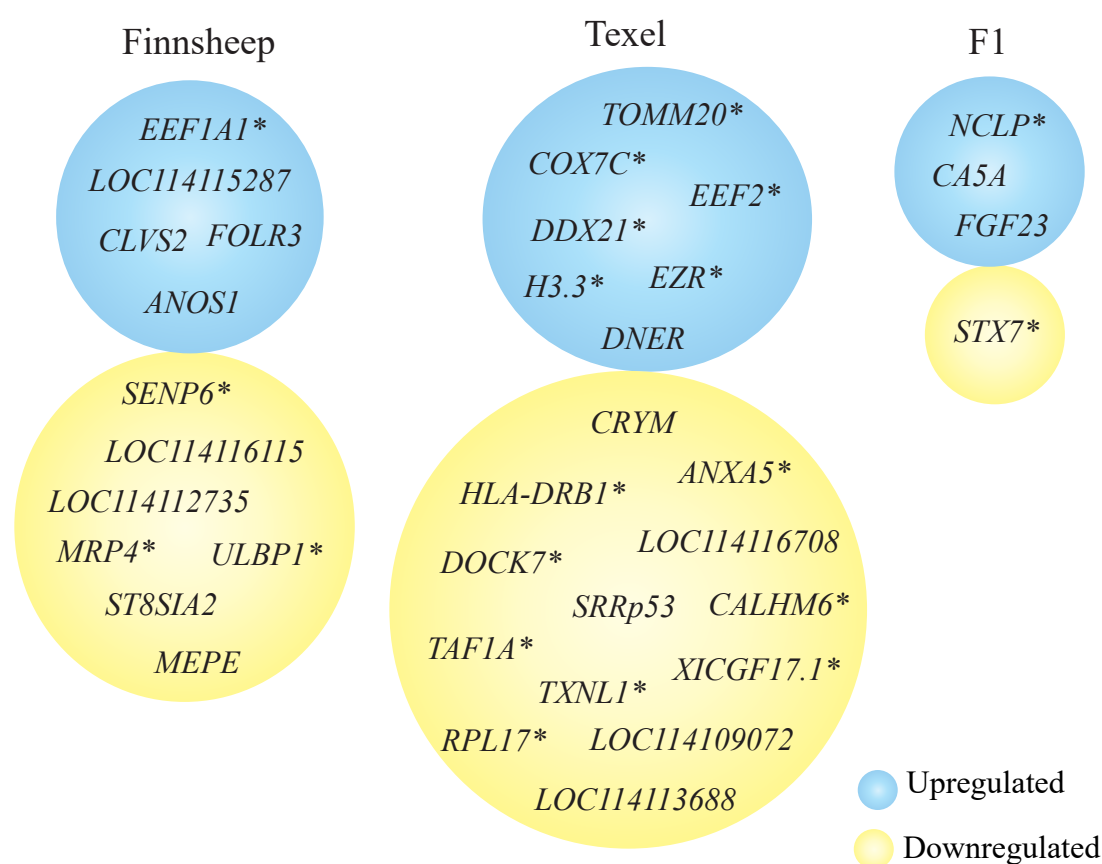 Finnsheep
EEF1A1*
LOC114115287
CLVS2 FOLR3
ANOS1
SENP6*
LOC114116115
LOC114112735
MRP4* ULBP1*
ST8SIA2
MEPE
Texel
TOMM20*
COX7C*
EEF2*
DDX21*
H3.3* EZR*
DNER
CRYM
ANXA5*
HLA-DRB1*
LOC114116708
DOCK7*
SRRp53 CALHM6*
TAF1A*
XICGF17.1*
TXNL1*
RPL17* LOC114109072
LOC114113688
F1
NCLP*
CA5A
FGF23
STX7*
Upregulated
Downregulated